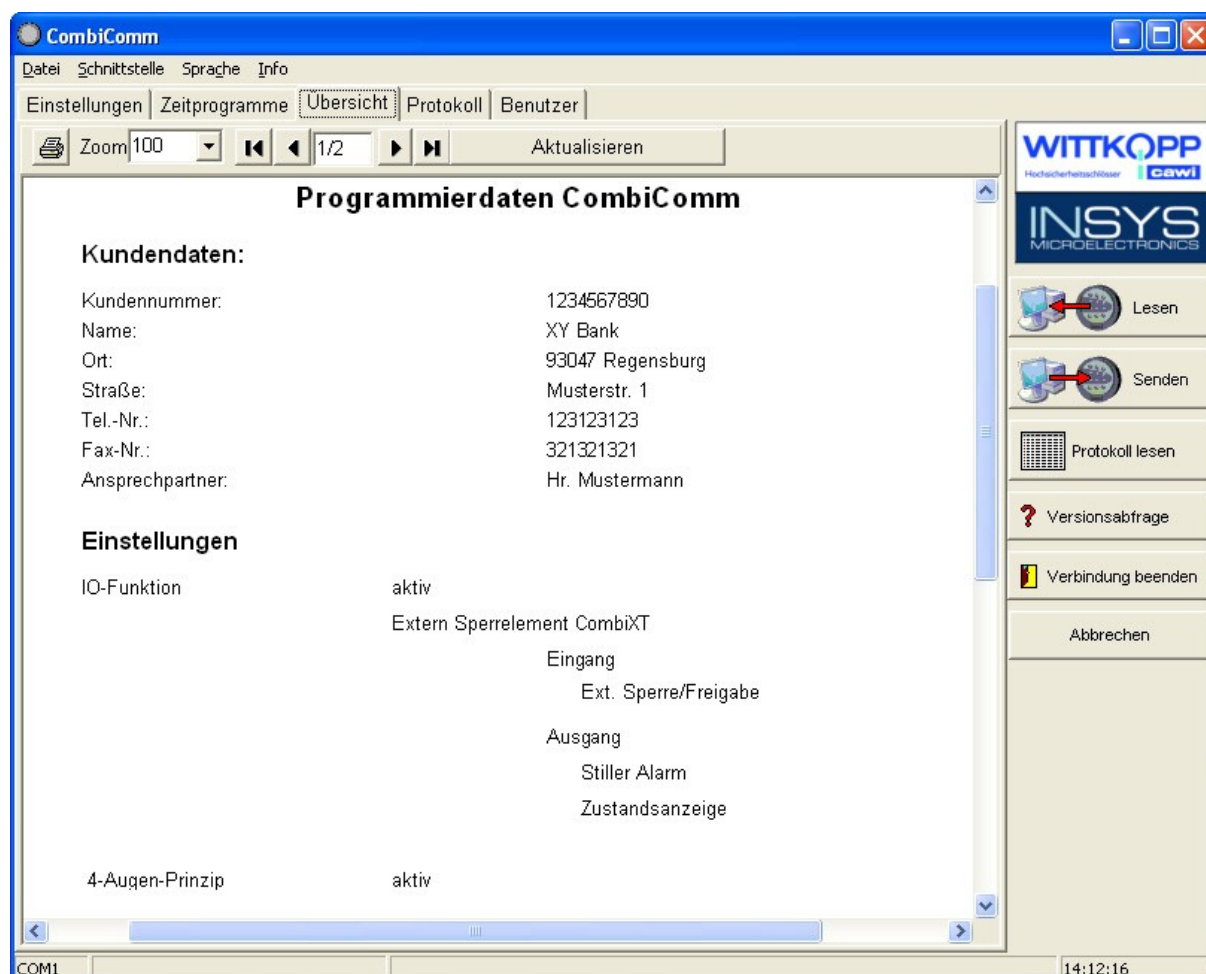 CombiComm
Datei Schnittstelle Sprache Info
Einstellungen Zeitprogramme Übersicht Protokoll Benutzer
Zoom 100 1/2 Aktualisieren
Programmierdaten CombiComm
Kundendaten:
Kundennummer: 1234567890
Name: XY Bank
Ort: 93047 Regensburg
Straße: Musterstr. 1
Tel.-Nr.: 123123123
Fax-Nr.: 321321321
Ansprechpartner: Hr. Mustermann
Einstellungen
IO-Funktion aktiv
Extern Sperrelement CombiXT
Eingang
Ext. Sperre/Freigabe
Ausgang
Stiller Alarm
Zustandsanzeige
4-Augen-Prinzip aktiv
WITTKOPP
Hochsicherheitsschlösser cawi
INSYS
MICROELECTRONICS
Lesen
Senden
Protokoll lesen
? Versionsabfrage
Verbindung beenden
Abbrechen
COM1 14:12:16